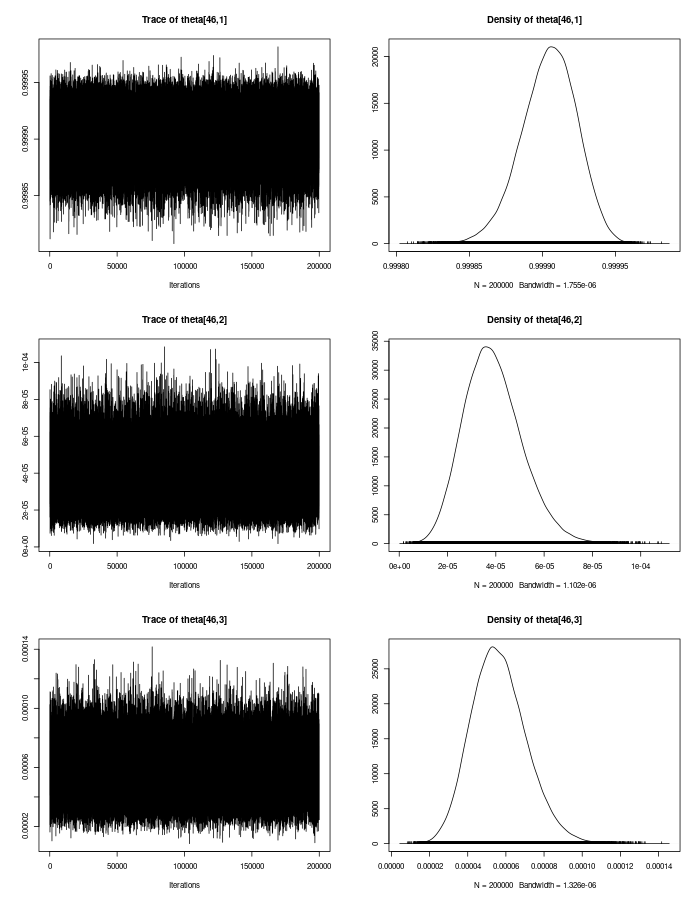 Trace of theta[46,1]
0.99985 0.99990 0.99995
0 50000 100000 150000 200000
Iterations
Density of theta[46,1]
0 5000 10000 15000 20000
0.99980 0.99985 0.99990 0.99995
N = 200000 Bandwidth = 1.755e-06
Trace of theta[46,2]
0e+00 2e-05 4e-05 6e-05 8e-05 1e-04
0 50000 100000 150000 200000
Iterations
Density of theta[46,2]
0 5000 10000 15000 20000 25000 30000 35000
0e+00 2e-05 4e-05 6e-05 8e-05 1e-04
N = 200000 Bandwidth = 1.102e-06
Trace of theta[46,3]
0.00002 0.00006 0.00010 0.00014
0 50000 100000 150000 200000
Iterations
Density of theta[46,3]
0 5000 10000 15000 20000 25000
0.00000 0.00002 0.00004 0.00006 0.00008 0.00010 0.00012 0.00014
N = 200000 Bandwidth = 1.326e-06